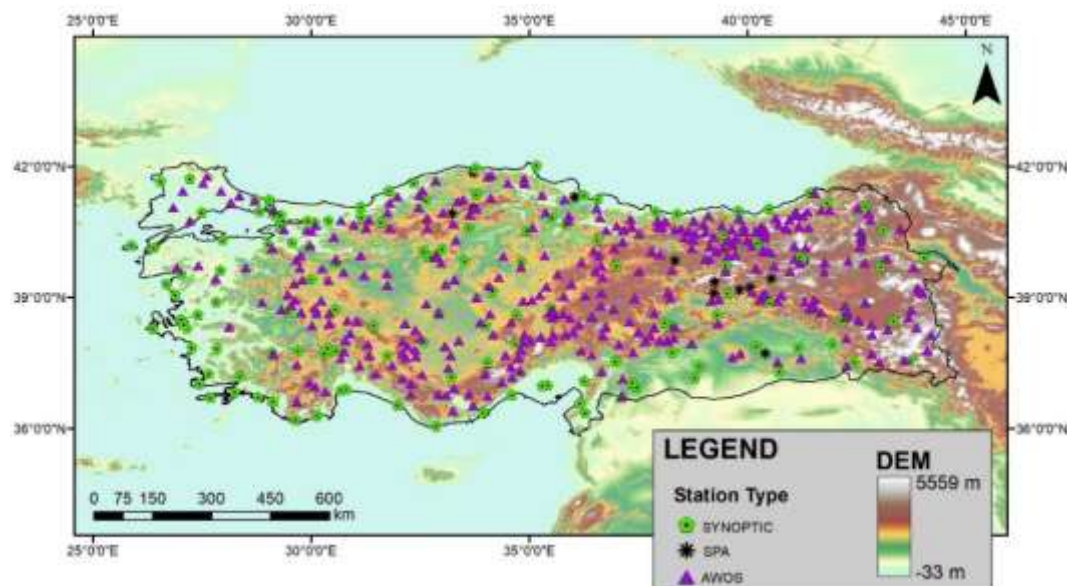 25°0'0"E 30°0'0"E 35°0'0"E 40°0'0"E 45°0'0"E
N
42°0'0"N 42°0'0"N
39°0'0"N 39°0'0"N
36°0'0"N 36°0'0"N
LEGEND
DEM
5559 m
-33 m
Station Type
SYNOPTIC
SPA
AWOS
0 75 150 300 450 600
km
25°0'0"E 30°0'0"E 35°0'0"E